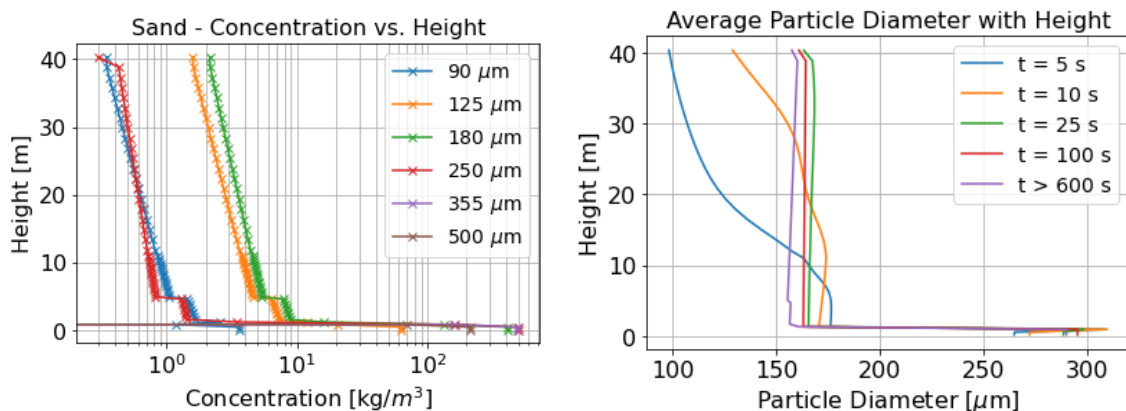 Sand - Concentration vs. Height
Height [m]
40
30
20
10
0
90 μm
125 μm
180 μm
250 μm
355 μm
500 μm
10⁰
10¹
10²
Concentration [kg/m³]
Average Particle Diameter with Height
Height [m]
40
30
20
10
0
t = 5 s
t = 10 s
t = 25 s
t = 100 s
t > 600 s
100
150
200
250
300
Particle Diameter [μm]